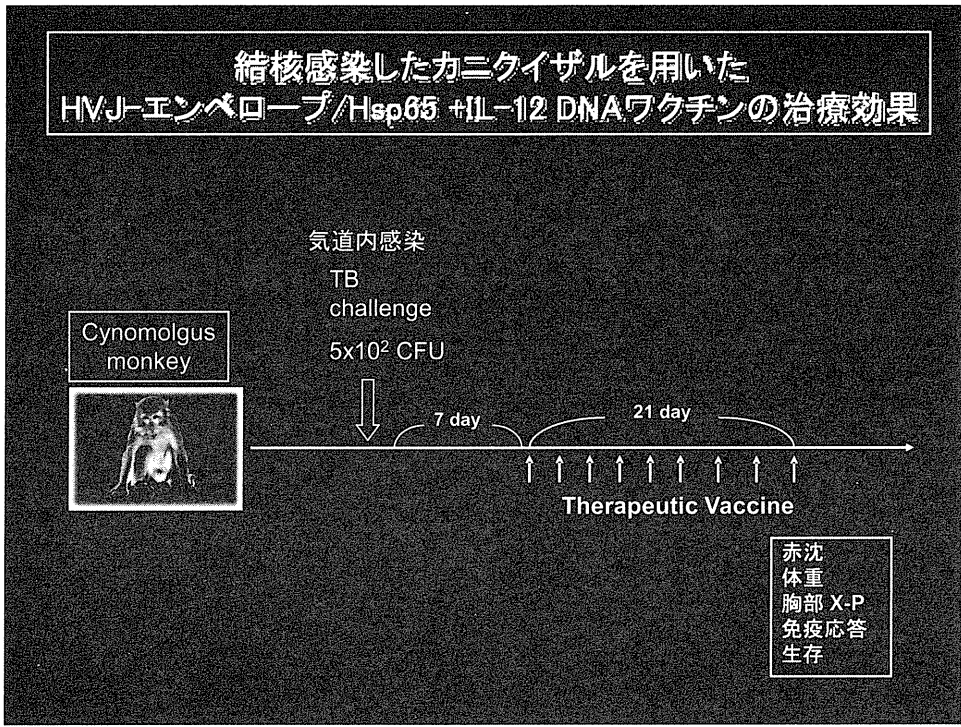 結核感染したカニクイザルを用いた
HVJ-エンベロープ/Hsp65 +IL-12 DNAワクチンの治療効果
気道内感染
TB
challenge
5x10² CFU
Cynomolgus
monkey
7 day
21 day
Therapeutic Vaccine
赤沈
体重
胸部 X-P
免疫応答
生存